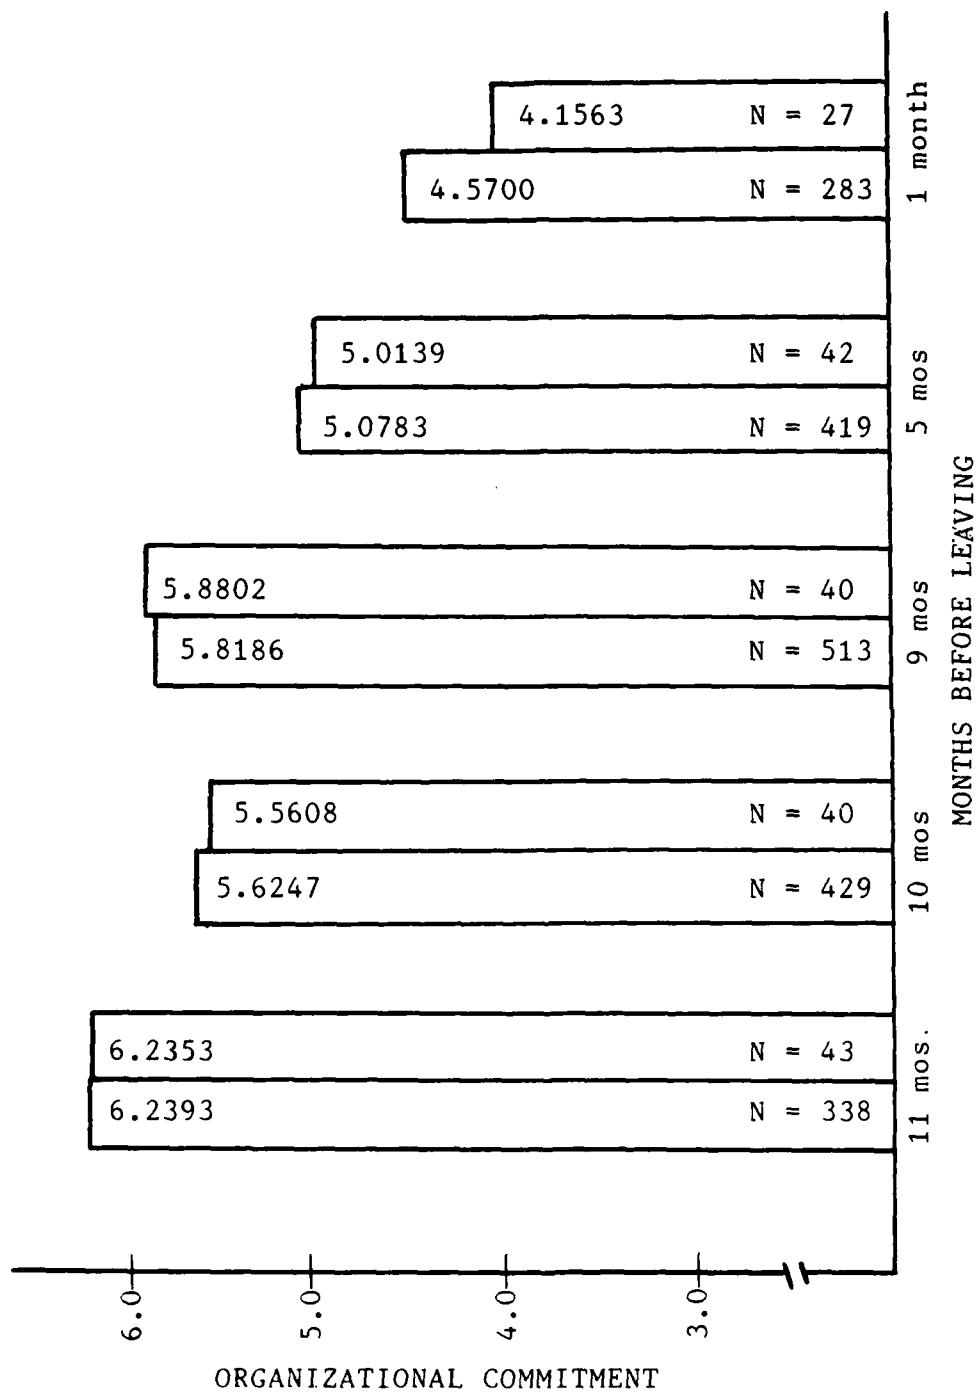 4.1563 N = 27
4.5700 N = 283
1 month
5.0139 N = 42
5.0783 N = 419
5 mos
5.8802 N = 40
5.8186 N = 513
9 mos
5.5608 N = 40
5.6247 N = 429
10 mos
6.2353 N = 43
6.2393 N = 338
11 mos.
MONTHS BEFORE LEAVING
6.0 5.0 4.0 3.0
ORGANIZATIONAL COMMITMENT